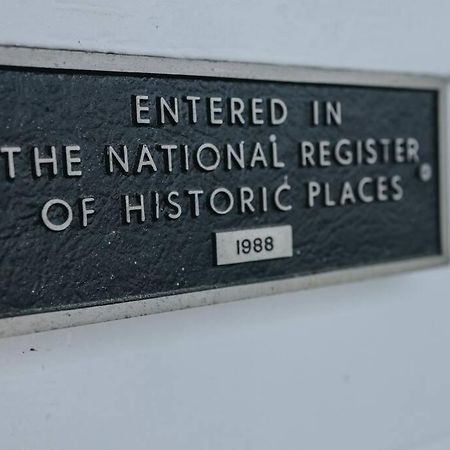 ENTERED IN
THE NATIONAL REGISTER
OF HISTORIC PLACES
1988